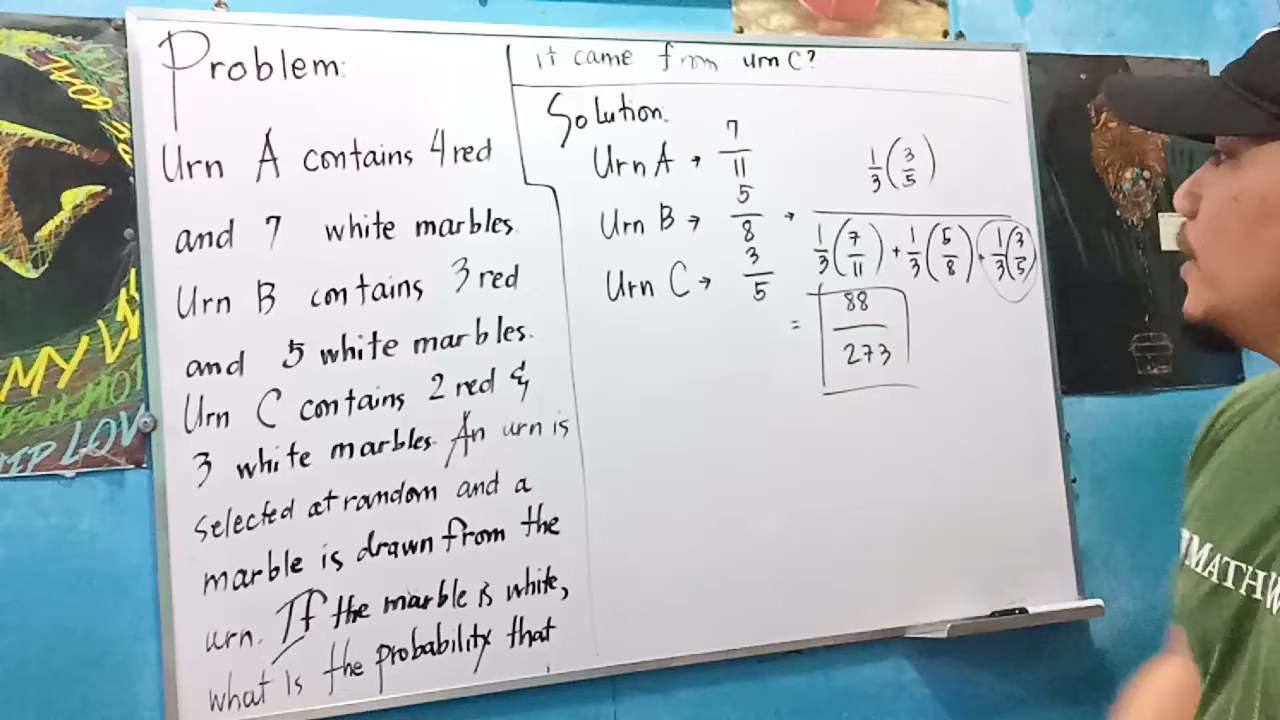 Problem:
Urn A contains 4 red
and 7 white marbles.
Urn B contains 3 red
and 5 white marbles.
Urn C contains 2 red &
3 white marbles. An urn is
selected at random and a
marble is drawn from the
urn. If the marble is white,
what is the probability that
it came from urn C?
Solution:
Urn A → 7/11
Urn B → 5/8 →
Urn C → 3/5
1/3 (3/5)
1/3 (7/11) + 1/3 (5/8) + 1/3 (3/5)
= 88/273
MY
SHIP LOV
MATH